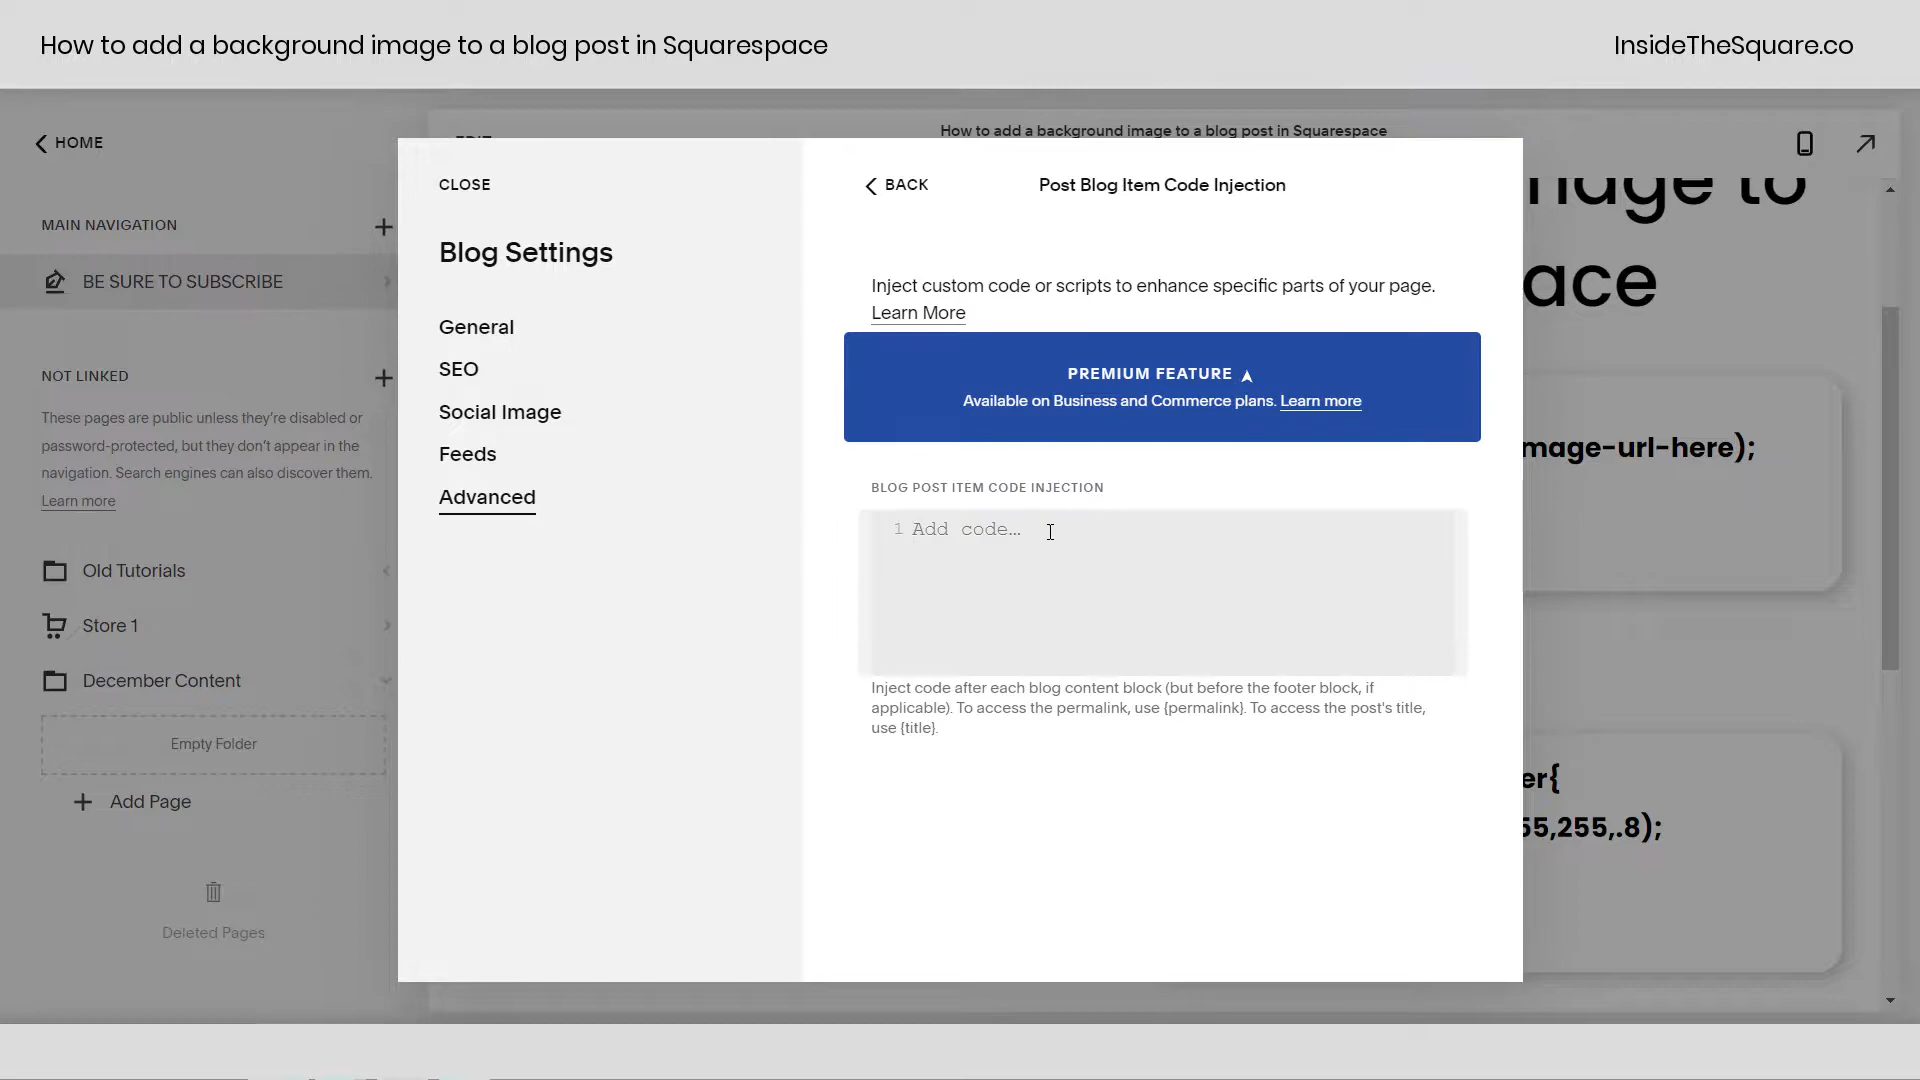 How to add a background image to a blog post in Squarespace
InsideTheSquare.co
HOME
MAIN NAVIGATION
BE SURE TO SUBSCRIBE
NOT LINKED
These pages are public unless they're disabled or
password-protected, but they don't appear in the
navigation. Search engines can also discover them.
Learn more
Old Tutorials
Store 1
December Content
Empty Folder
Add Page
Deleted Pages
EDIT
How to add a background image to a blog post in Squarespace
CLOSE
Blog Settings
General
SEO
Social Image
Feeds
Advanced
BACK
Post Blog Item Code Injection
Inject custom code or scripts to enhance specific parts of your page.
Learn More
PREMIUM FEATURE
Available on Business and Commerce plans. Learn more
BLOG POST ITEM CODE INJECTION
1 Add code...
Inject code after each blog content block (but before the footer block, if
applicable). To access the permalink, use {permalink}. To access the post's title,
use {title}.
mage to
ace
mage-url-here);
er{
55,255,.8);